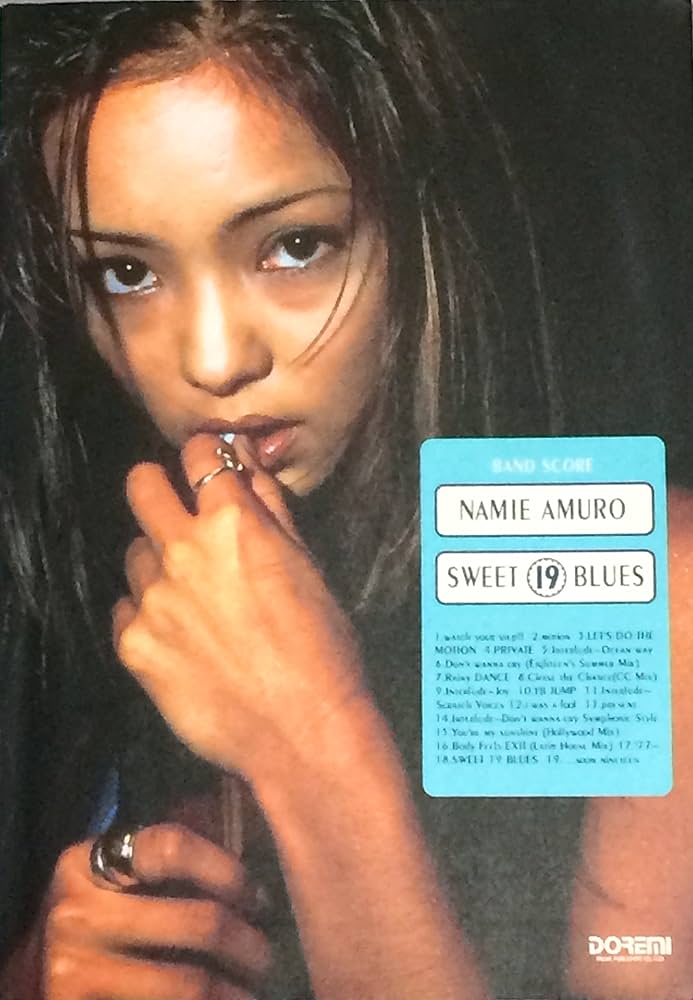 BAND SCORE
NAMIE AMURO
SWEET 19 BLUES
1.WATCH YOUR STEP!! 2.MOTION 3.LET'S DO THE
MOTION 4.PRIVATE 5.Interlude~Ocean way
6.Don't wanna cry (Eighteen's Summer Mix)
7.Rainy DANCE 8.Chase the Chance(CC Mix)
9.Interlude~Joy 10.I'B JUMP 11.Interlude~
Scratch Voices 12.I was a fool 13.present
14.Interlude~Don't wanna cry Symphonic Style
15.You're my sunshine (Hollywood Mix)
16.Body Feels EXIT (Latin House Mix) 17.'77~
18.SWEET 19 BLUES 19. ...soon nineteen
DOREMI